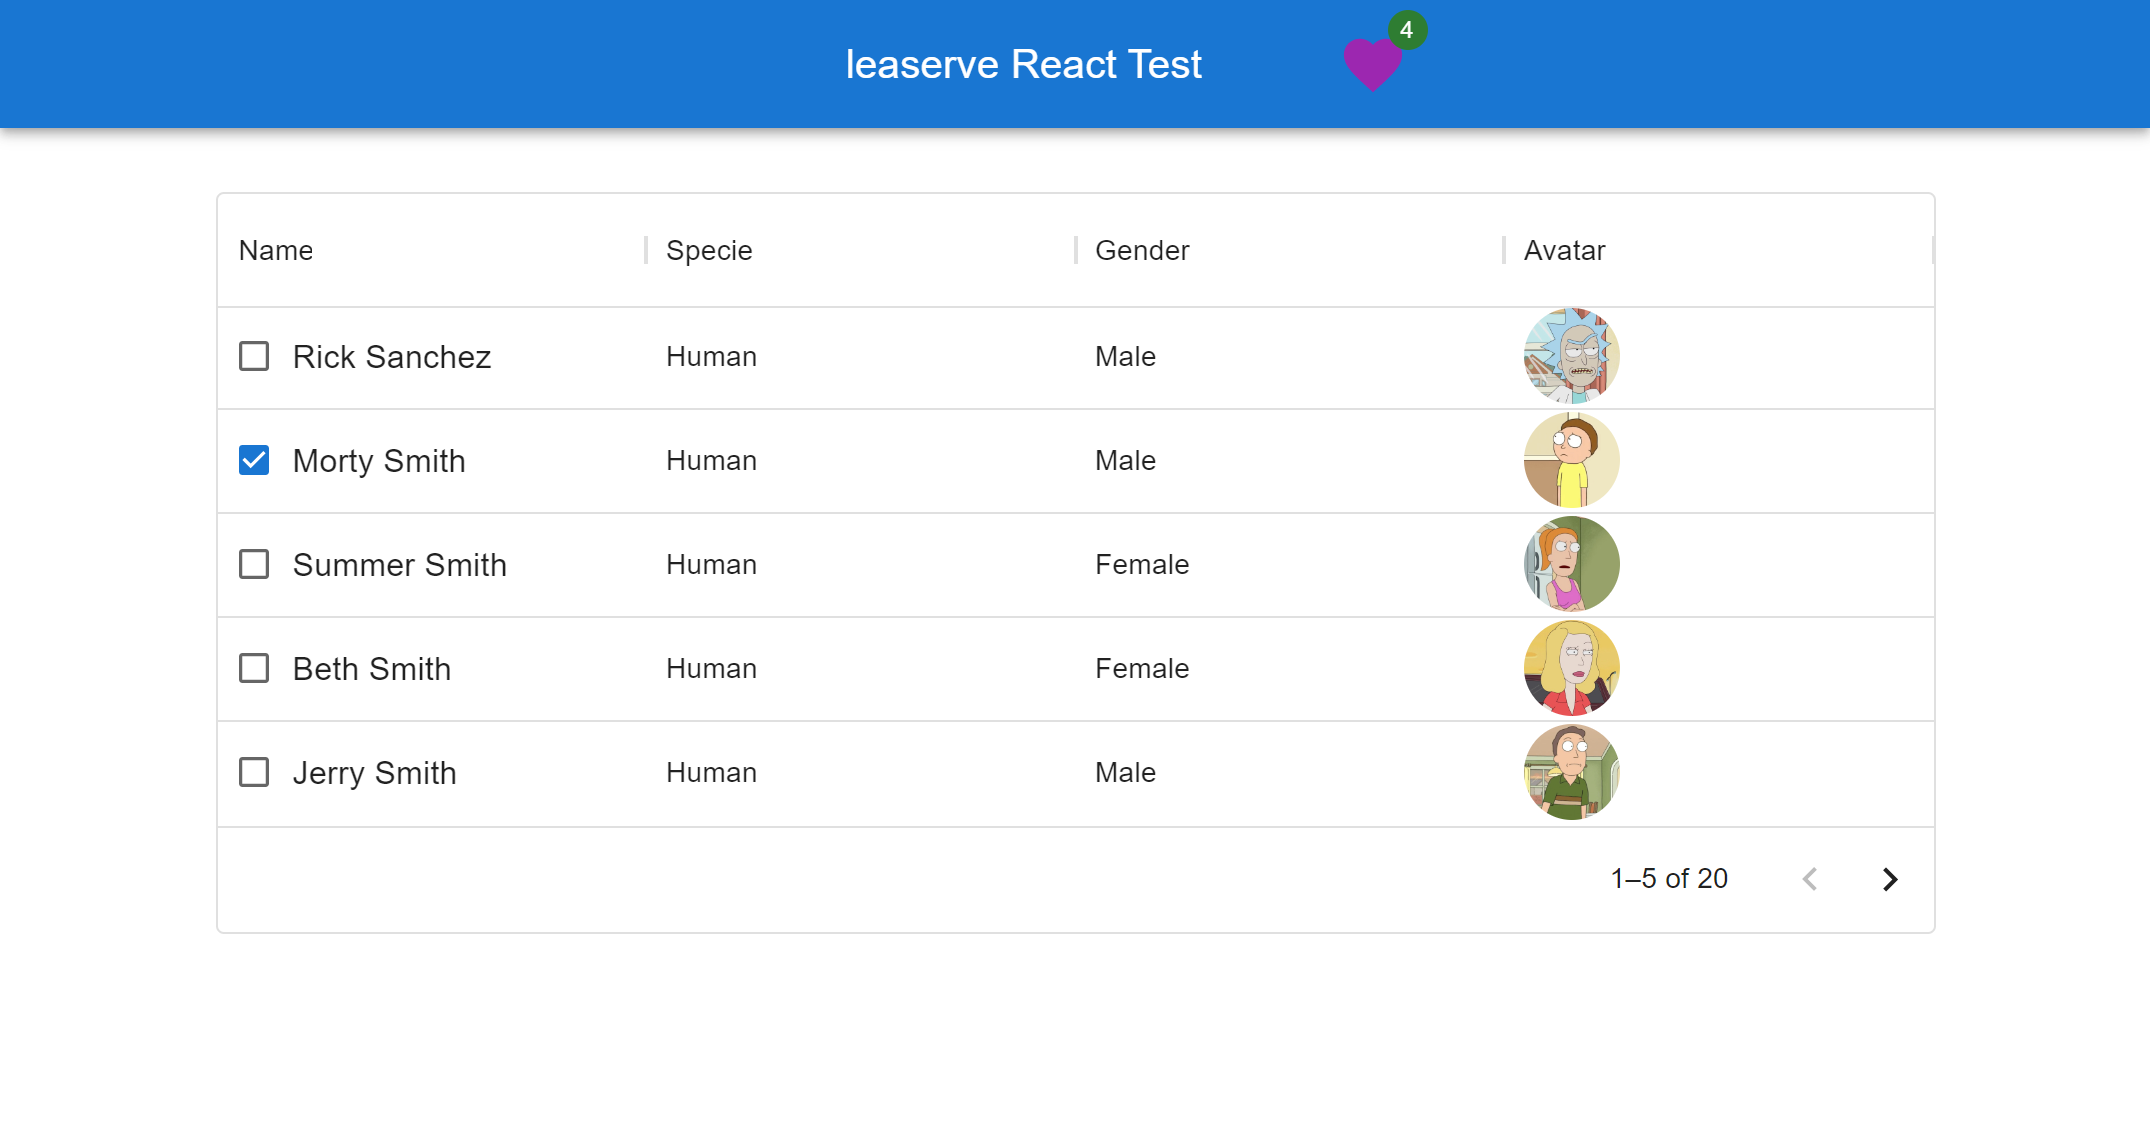 leaserve React Test
4
Name Specie Gender Avatar
Rick Sanchez Human Male
Morty Smith Human Male
Summer Smith Human Female
Beth Smith Human Female
Jerry Smith Human Male
1–5 of 20